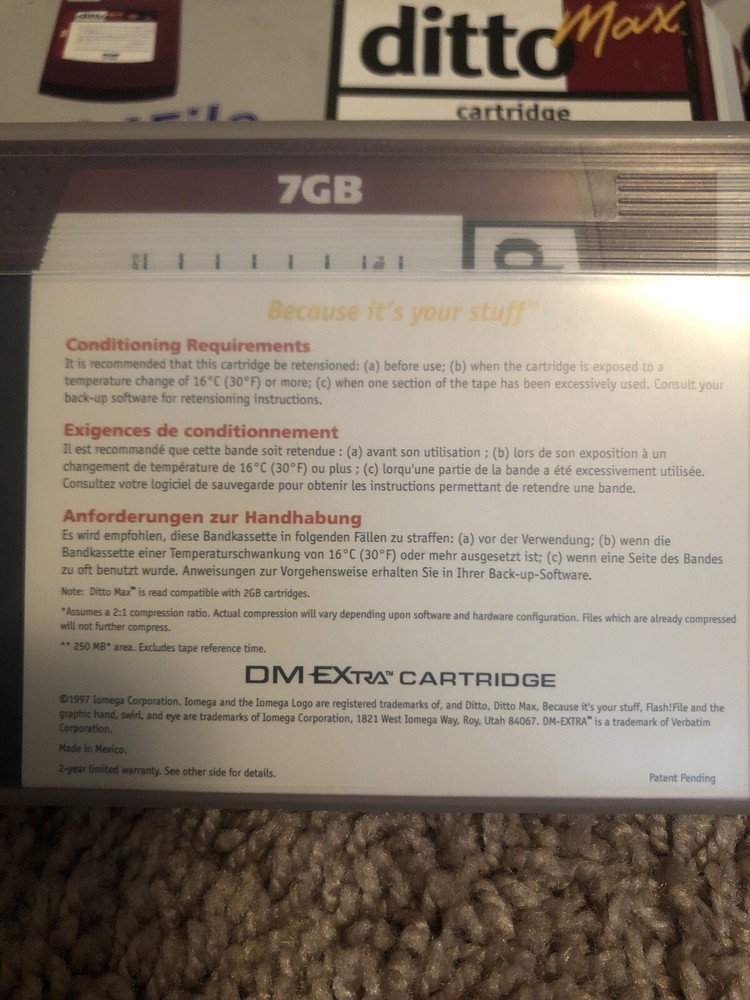 ditto Max
cartridge
7GB
Because it's your stuff™
Conditioning Requirements
It is recommended that this cartridge be retensioned: (a) before use; (b) when the cartridge is exposed to a
temperature change of 16°C (30°F) or more; (c) when one section of the tape has been excessively used. Consult your
back-up software for retensioning instructions.
Exigences de conditionnement
Il est recommandé que cette bande soit retendue : (a) avant son utilisation ; (b) lors de son exposition à un
changement de température de 16°C (30°F) ou plus ; (c) lorqu'une partie de la bande a été excessivement utilisée.
Consultez votre logiciel de sauvegarde pour obtenir les instructions permettant de retendre une bande.
Anforderungen zur Handhabung
Es wird empfohlen, diese Bandkassette in folgenden Fällen zu straffen: (a) vor der Verwendung; (b) wenn die
Bandkassette einer Temperaturschwankung von 16°C (30°F) oder mehr ausgesetzt ist; (c) wenn eine Seite des Bandes
zu oft benutzt wurde. Anweisungen zur Vorgehensweise erhalten Sie in Ihrer Back-up-Software.
Note: Ditto Max™ is read compatible with 2GB cartridges.
*Assumes a 2:1 compression ratio. Actual compression will vary depending upon software and hardware configuration. Files which are already compressed
will not further compress.
** 250 MB* area. Excludes tape reference time.
DM-EXTRA™ CARTRIDGE
©1997 Iomega Corporation. Iomega and the Iomega Logo are registered trademarks of, and Ditto, Ditto Max, Because it's your stuff, Flash!File and the
graphic hand, swirl, and eye are trademarks of Iomega Corporation, 1821 West Iomega Way, Roy, Utah 84067. DM-EXTRA™ is a trademark of Verbatim
Corporation.
Made in Mexico.
2-year limited warranty. See other side for details.
Patent Pending